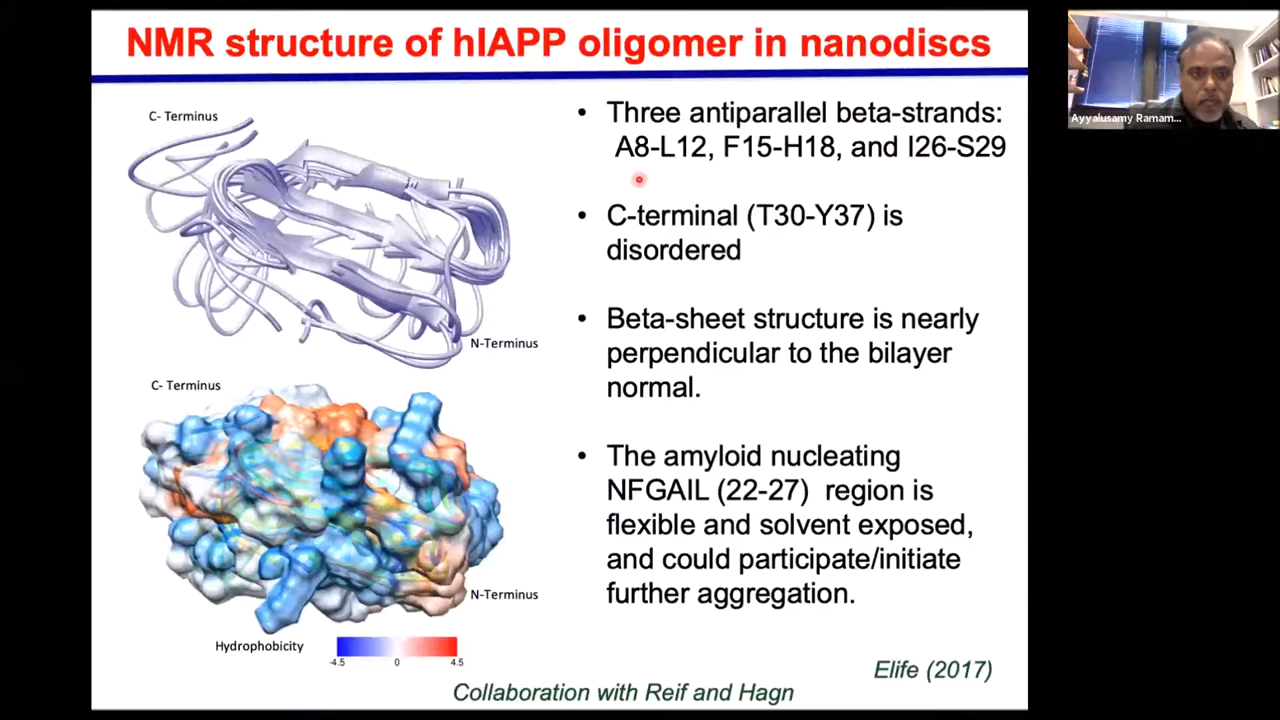 NMR structure of hIAPP oligomer in nanodiscs
C- Terminus
N-Terminus
C- Terminus
N-Terminus
Hydrophobicity
-4.5 0 4.5
• Three antiparallel beta-strands:
A8-L12, F15-H18, and I26-S29
• C-terminal (T30-Y37) is
disordered
• Beta-sheet structure is nearly
perpendicular to the bilayer
normal.
• The amyloid nucleating
NFGAIL (22-27) region is
flexible and solvent exposed,
and could participate/initiate
further aggregation.
Elife (2017)
Collaboration with Reif and Hagn
Ayyalusamy Ramam...